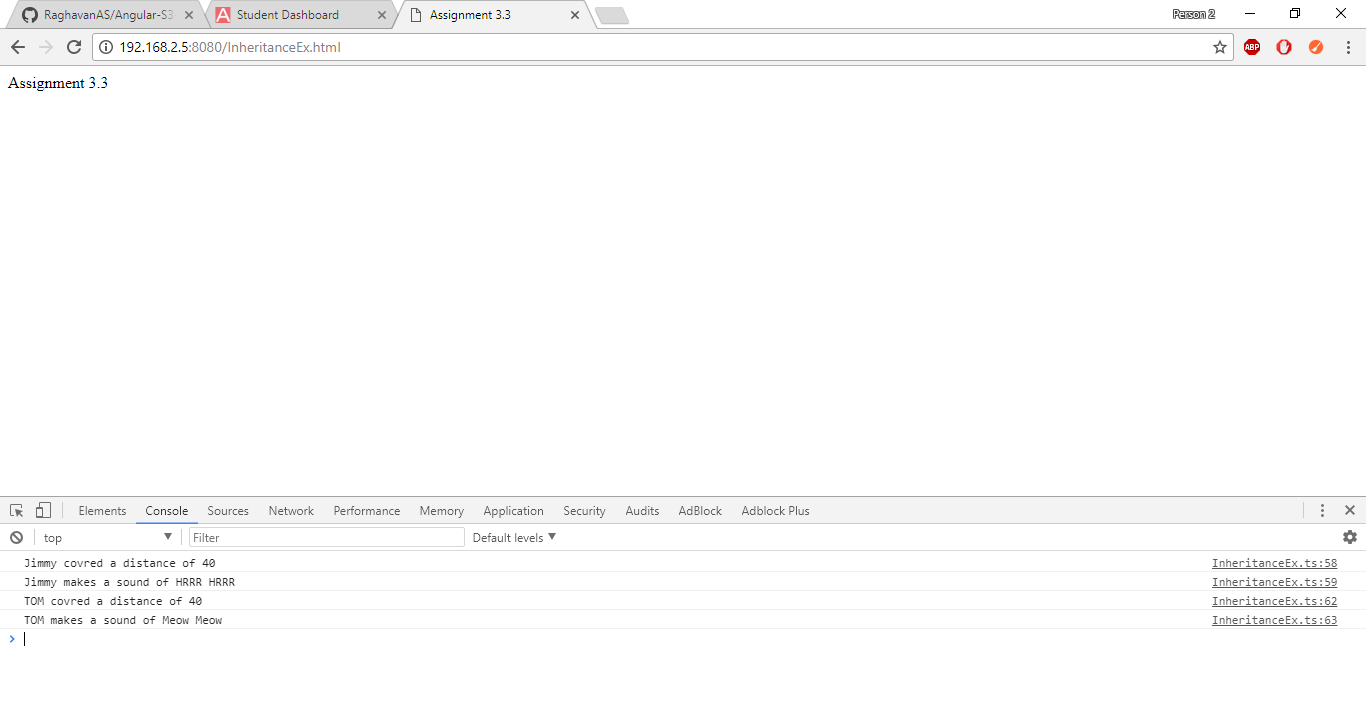 RaghavanAS/Angular-S3 Student Dashboard Assignment 3.3 Person 2
192.168.2.5:8080/InheritanceEx.html ABP
Assignment 3.3
Elements Console Sources Network Performance Memory Application Security Audits AdBlock Adblock Plus
top Filter Default levels
Jimmy covred a distance of 40 InheritanceEx.ts:58
Jimmy makes a sound of HRRR HRRR InheritanceEx.ts:59
TOM covred a distance of 40 InheritanceEx.ts:62
TOM makes a sound of Meow Meow InheritanceEx.ts:63